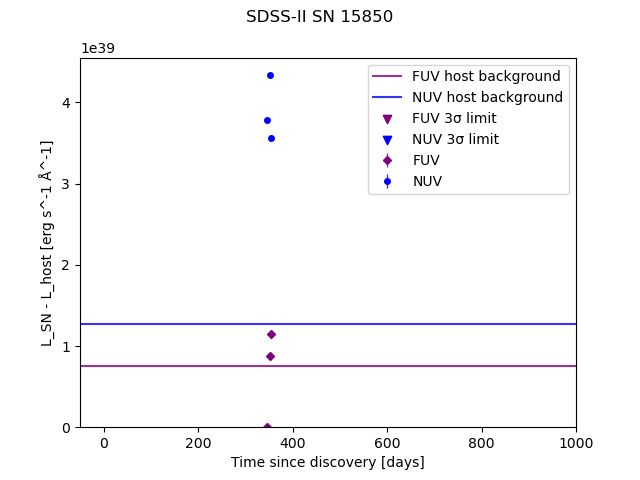 SDSS-II SN 15850
1e39
FUV host background
NUV host background
FUV 3σ limit
NUV 3σ limit
FUV
NUV
L_SN - L_host [erg s^-1 Å^-1]
4
3
2
1
0
0 200 400 600 800 1000
Time since discovery [days]